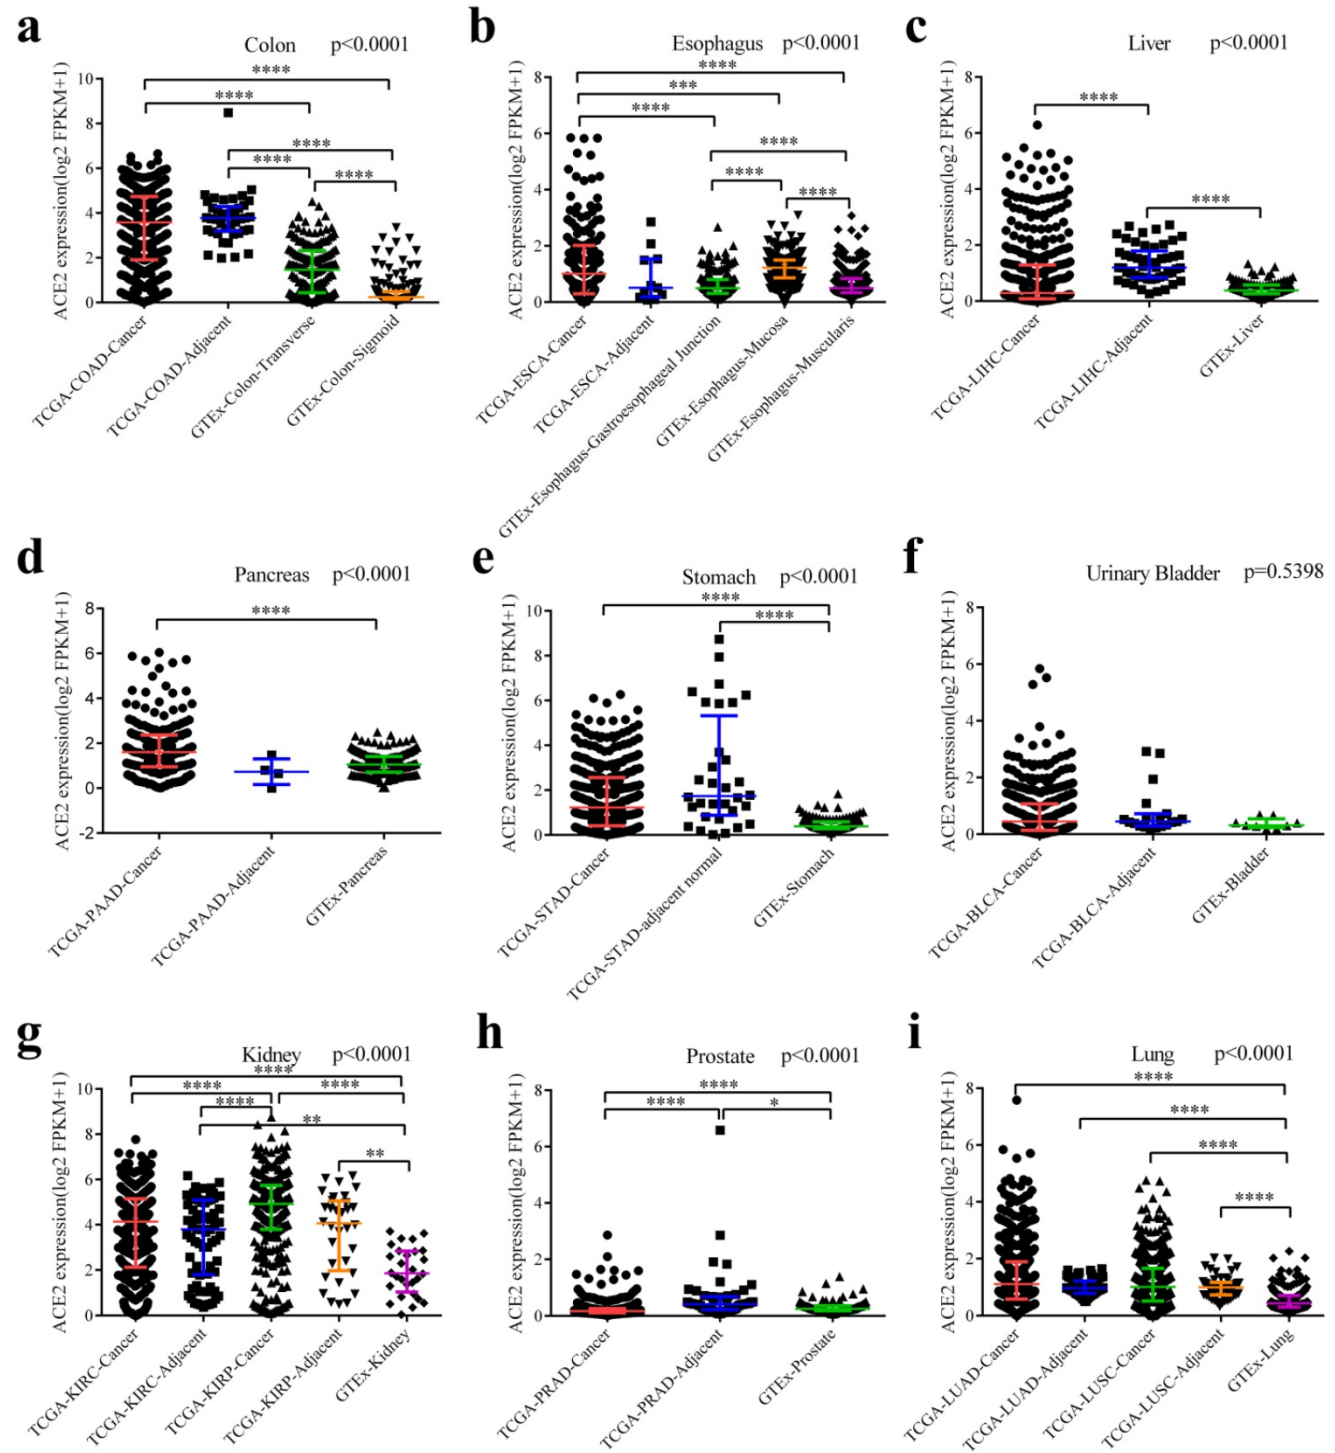 a
Colon p<0.0001
****
****
****
****
****
ACE2 expression(log2 FPKM+1)
10
8
6
4
2
0
TCGA-COAD-Cancer
TCGA-COAD-Adjacent
GTEx-Colon-Transverse
GTEx-Colon-Sigmoid
b
Esophagus p<0.0001
****
***
****
****
****
****
ACE2 expression(log2 FPKM+1)
8
6
4
2
0
TCGA-ESCA-Cancer
TCGA-ESCA-Adjacent
GTEx-Esophagus-Gastroesophageal Junction
GTEx-Esophagus-Mucosa
GTEx-Esophagus-Muscularis
c
Liver p<0.0001
****
****
ACE2 expression(log2 FPKM+1)
8
6
4
2
0
TCGA-LIHC-Cancer
TCGA-LIHC-Adjacent
GTEx-Liver
d
Pancreas p<0.0001
****
ACE2 expression(log2 FPKM+1)
8
6
4
2
0
-2
TCGA-PAAD-Cancer
TCGA-PAAD-Adjacent
GTEx-Pancreas
e
Stomach p<0.0001
****
****
ACE2 expression(log2 FPKM+1)
10
8
6
4
2
0
TCGA-STAD-Cancer
TCGA-STAD-adjacent normal
GTEx-Stomach
f
Urinary Bladder p=0.5398
ACE2 expression(log2 FPKM+1)
8
6
4
2
0
TCGA-BLCA-Cancer
TCGA-BLCA-Adjacent
GTEx-Bladder
g
Kidney p<0.0001
****
**** ****
****
**
**
ACE2 expression(log2 FPKM+1)
10
8
6
4
2
0
TCGA-KIRC-Cancer
TCGA-KIRC-Adjacent
TCGA-KIRP-Cancer
TCGA-KIRP-Adjacent
GTEx-Kidney
h
Prostate p<0.0001
****
**** *
ACE2 expression(log2 FPKM+1)
8
6
4
2
0
TCGA-PRAD-Cancer
TCGA-PRAD-Adjacent
GTEx-Prostate
i
Lung p<0.0001
****
****
****
****
ACE2 expression(log2 FPKM+1)
8
6
4
2
0
TCGA-LUAD-Cancer
TCGA-LUAD-Adjacent
TCGA-LUSC-Cancer
TCGA-LUSC-Adjacent
GTEx-Lung